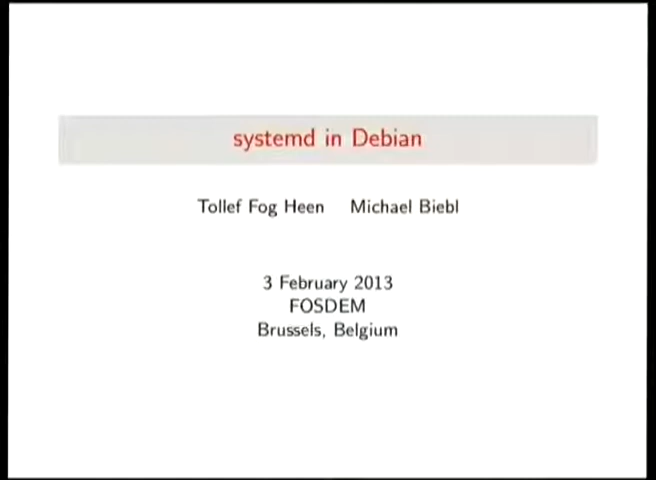 systemd in Debian
Tollef Fog Heen Michael Biebl
3 February 2013
FOSDEM
Brussels, Belgium